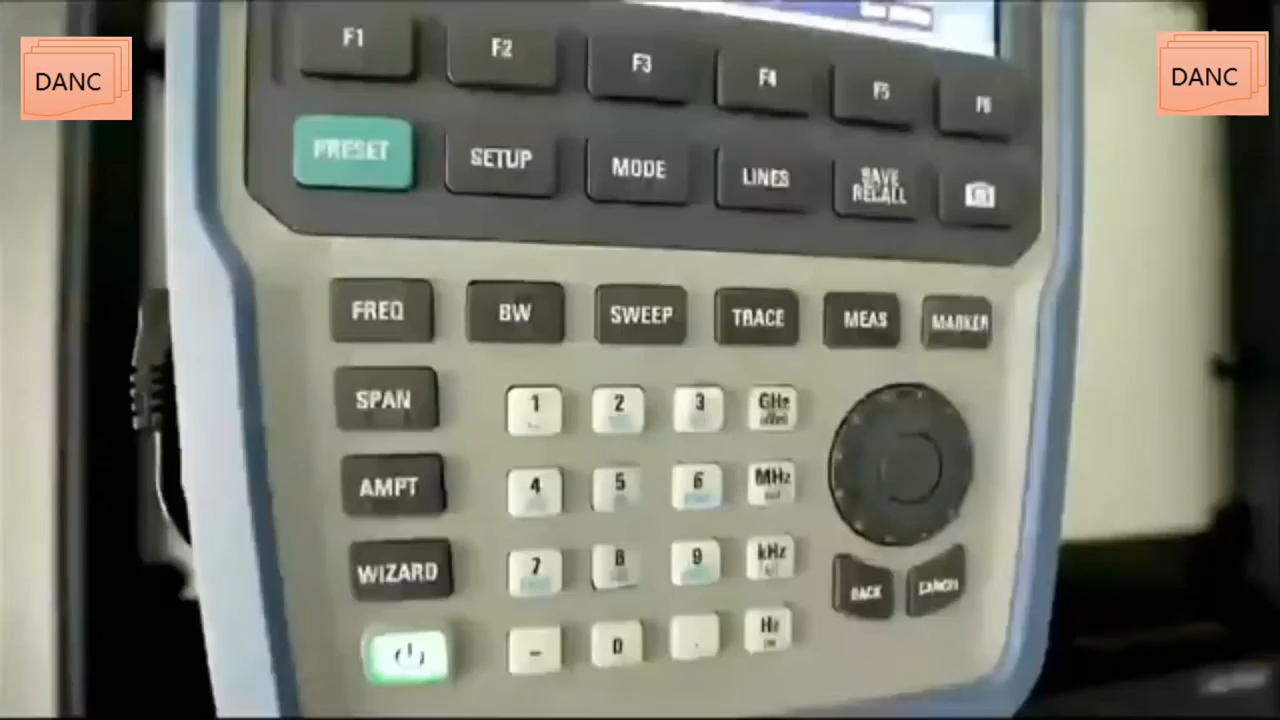 DANC
DANC
F1
F2
F3
F4
F5
F6
PRESET
SETUP
MODE
LINES
SAVE
RECALL
FREQ
BW
SWEEP
TRACE
MEAS
MARKER
SPAN
1
2
3
GHz
AMPT
4
5
6
MHz
WIZARD
7
8
9
kHz
BACK
CANCEL
-
0
.
Hz